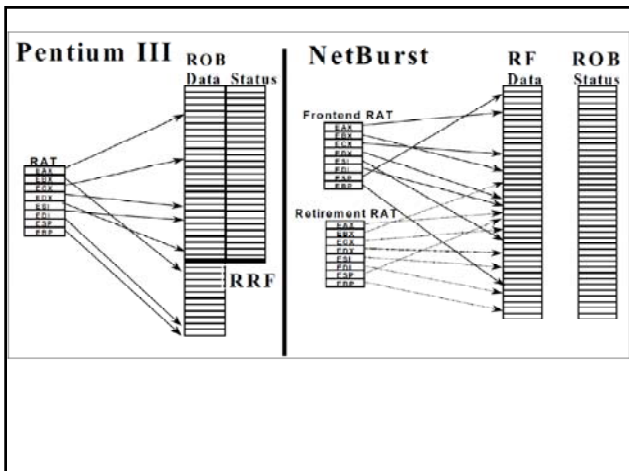 Pentium III
ROB
Data Status
RAT
EAX
EBX
ECX
EDX
ESI
EDI
ESP
EBP
RRF
NetBurst
RF
Data
ROB
Status
Frontend RAT
EAX
EBX
ECX
EDX
ESI
EDI
ESP
EBP
Retirement RAT
EAX
EBX
ECX
EDX
ESI
EDI
ESP
EBP